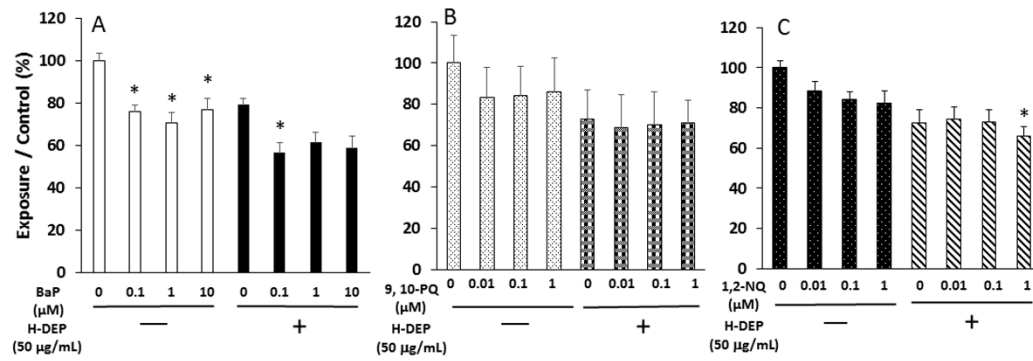 A
Exposure / Control (%)
120
100
80
60
40
20
0
* * * *
BaP 0 0.1 1 10 0 0.1 1 10
(µM)
H-DEP — +
(50 µg/mL)
B
120
100
80
60
40
20
0
9, 10-PQ 0 0.01 0.1 1 0 0.01 0.1 1
(µM)
H-DEP — +
(50 µg/mL)
C
120
100
80
60
40
20
0
*
1,2-NQ 0 0.01 0.1 1 0 0.01 0.1 1
(µM)
H-DEP — +
(50 µg/mL)